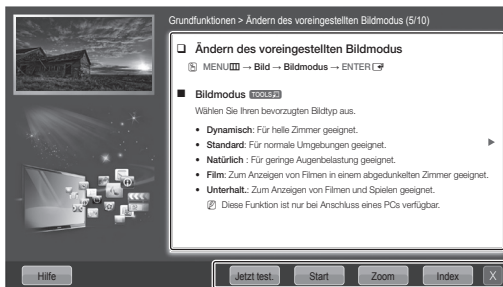 Grundfunktionen > Ändern des voreingestellten Bildmodus (5/10)
Ändern des voreingestellten Bildmodus
MENU → Bild → Bildmodus → ENTER
Bildmodus TOOLS
Wählen Sie Ihren bevorzugten Bildtyp aus.
• Dynamisch: Für helle Zimmer geeignet.
• Standard: Für normale Umgebungen geeignet.
• Natürlich : Für geringe Augenbelastung geeignet.
• Film: Zum Anzeigen von Filmen in einem abgedunkelten Zimmer geeignet.
• Unterhalt.: Zum Anzeigen von Filmen und Spielen geeignet.
Diese Funktion ist nur bei Anschluss eines PCs verfügbar.
Hilfe Jetzt test. Start Zoom Index X